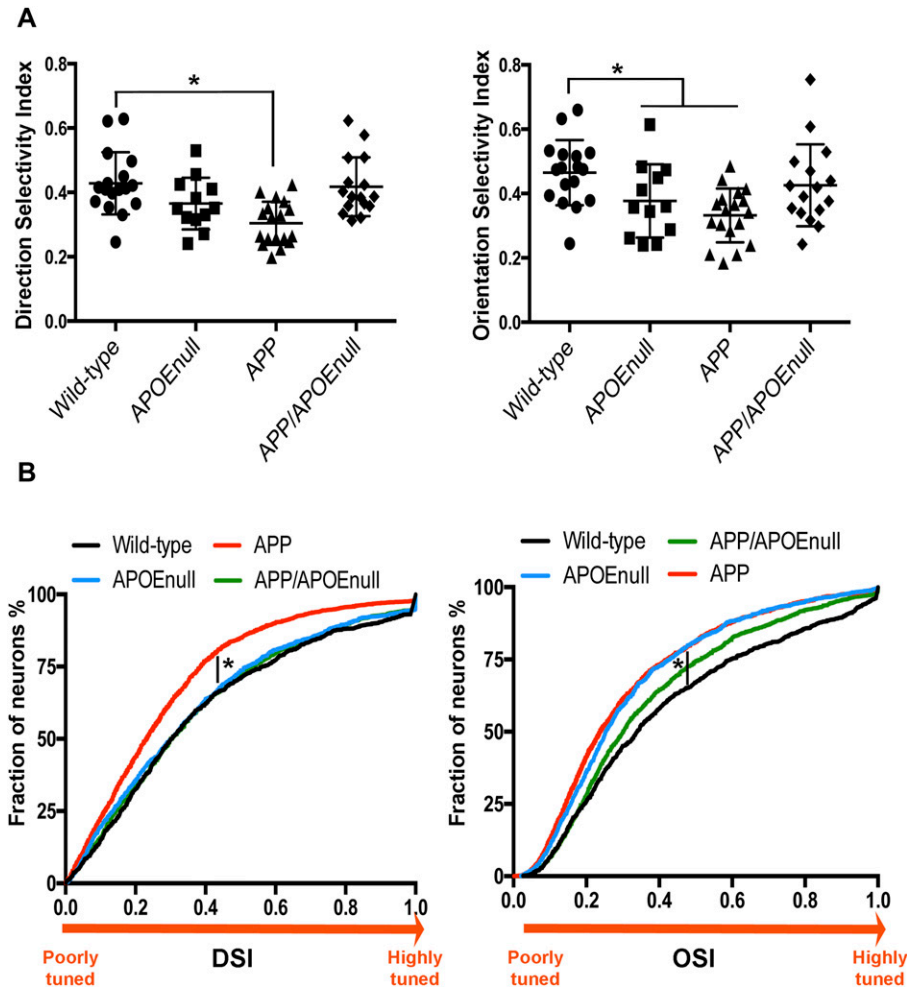 A
Direction Selectivity Index
0.8
0.6
0.4
0.2
0.0
*
Wild-type
APOEnull
APP
APP/APOEnull
Orientation Selectivity Index
0.8
0.6
0.4
0.2
0.0
*
Wild-type
APOEnull
APP
APP/APOEnull
B
Wild-type APP
APOEnull APP/APOEnull
Fraction of neurons %
100
75
50
25
0
*
0.0 0.2 0.4 0.6 0.8 1.0
Poorly tuned
DSI
Highly tuned
Wild-type APP/APOEnull
APOEnull APP
Fraction of neurons %
100
75
50
25
0
*
0.0 0.2 0.4 0.6 0.8 1.0
Poorly tuned
OSI
Highly tuned